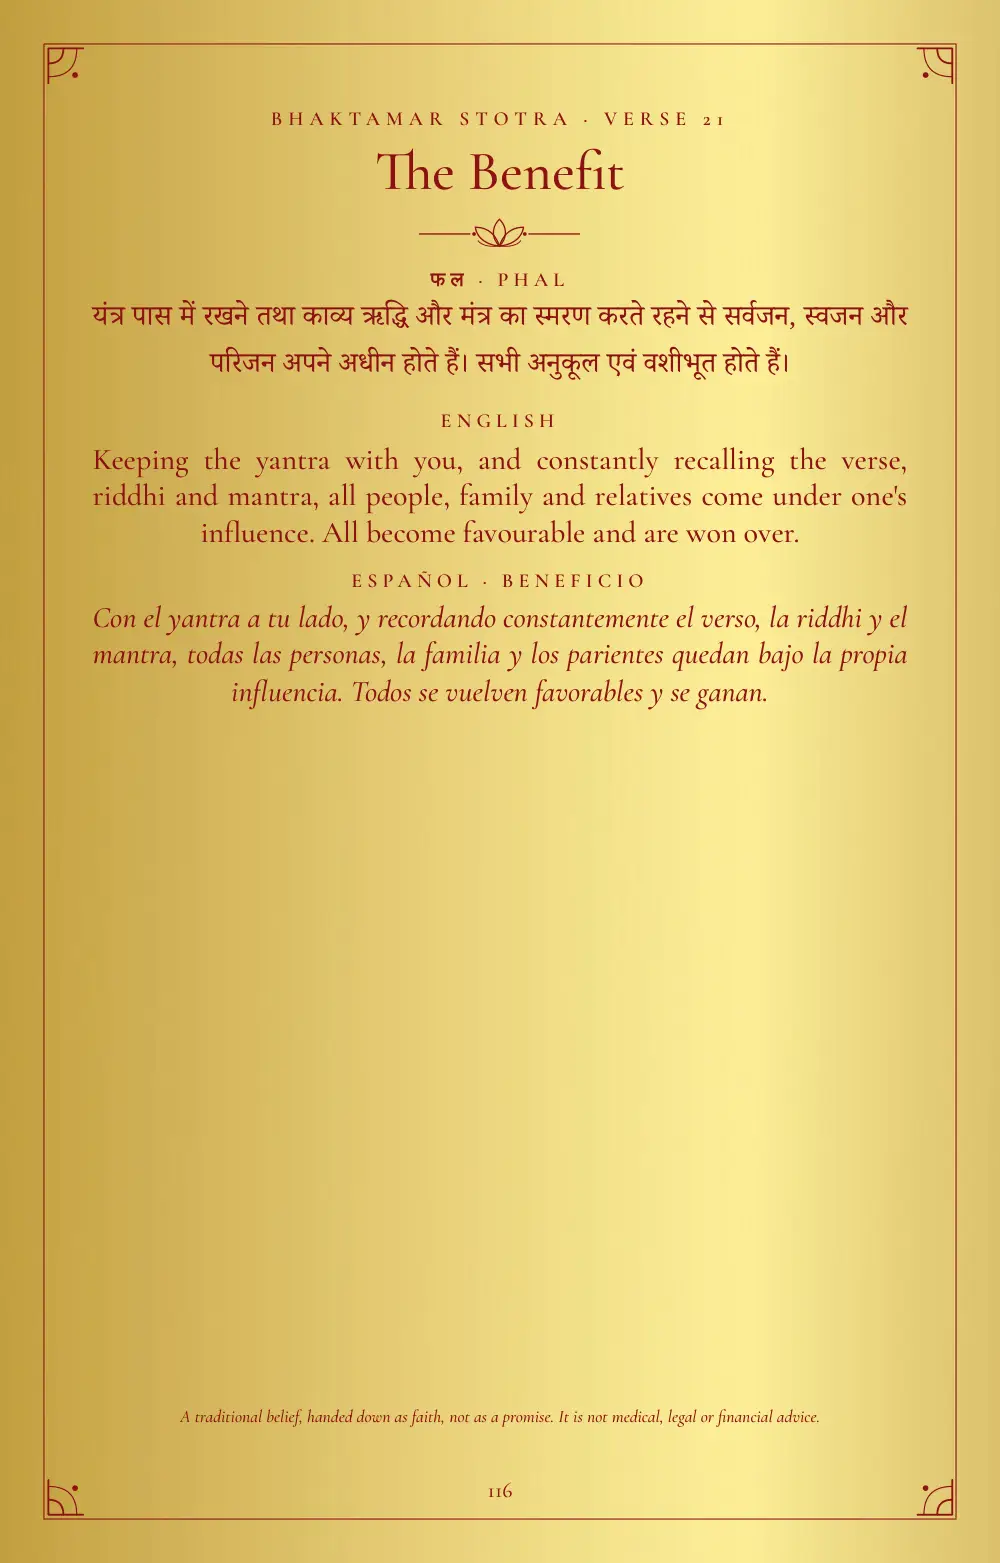 BHAKTAMAR STOTRA · VERSE 21
The Benefit
फल · PHAL
यंत्र पास में रखने तथा काव्य ऋद्धि और मंत्र का स्मरण करते रहने से सर्वजन, स्वजन और
परिजन अपने अधीन होते हैं। सभी अनुकूल एवं वशीभूत होते हैं।
ENGLISH
Keeping the yantra with you, and constantly recalling the verse,
riddhi and mantra, all people, family and relatives come under one's
influence. All become favourable and are won over.
ESPAÑOL · BENEFICIO
Con el yantra a tu lado, y recordando constantemente el verso, la riddhi y el
mantra, todas las personas, la familia y los parientes quedan bajo la propia
influencia. Todos se vuelven favorables y se ganan.
A traditional belief, handed down as faith, not as a promise. It is not medical, legal or financial advice.
116